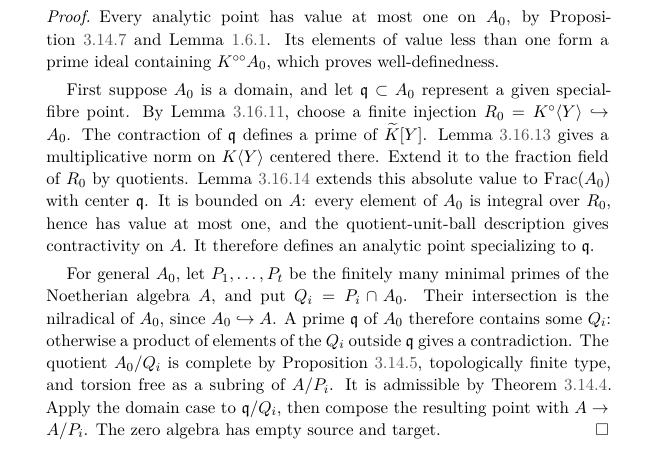 Proof. Every analytic point has value at most one on A₀, by Proposi-
tion 3.14.7 and Lemma 1.6.1. Its elements of value less than one form a
prime ideal containing K°°A₀, which proves well-definedness.
First suppose A₀ is a domain, and let 𝔮 ⊂ A₀ represent a given special-
fibre point. By Lemma 3.16.11, choose a finite injection R₀ = K°⟨Y⟩ ↪
A₀. The contraction of 𝔮 defines a prime of K̃[Y]. Lemma 3.16.13 gives a
multiplicative norm on K⟨Y⟩ centered there. Extend it to the fraction field
of R₀ by quotients. Lemma 3.16.14 extends this absolute value to Frac(A₀)
with center 𝔮. It is bounded on A: every element of A₀ is integral over R₀,
hence has value at most one, and the quotient-unit-ball description gives
contractivity on A. It therefore defines an analytic point specializing to 𝔮.
For general A₀, let P₁, . . . , Pₜ be the finitely many minimal primes of the
Noetherian algebra A, and put Qᵢ = Pᵢ ∩ A₀. Their intersection is the
nilradical of A₀, since A₀ ↪ A. A prime 𝔮 of A₀ therefore contains some Qᵢ:
otherwise a product of elements of the Qᵢ outside 𝔮 gives a contradiction. The
quotient A₀/Qᵢ is complete by Proposition 3.14.5, topologically finite type,
and torsion free as a subring of A/Pᵢ. It is admissible by Theorem 3.14.4.
Apply the domain case to 𝔮/Qᵢ, then compose the resulting point with A →
A/Pᵢ. The zero algebra has empty source and target. □